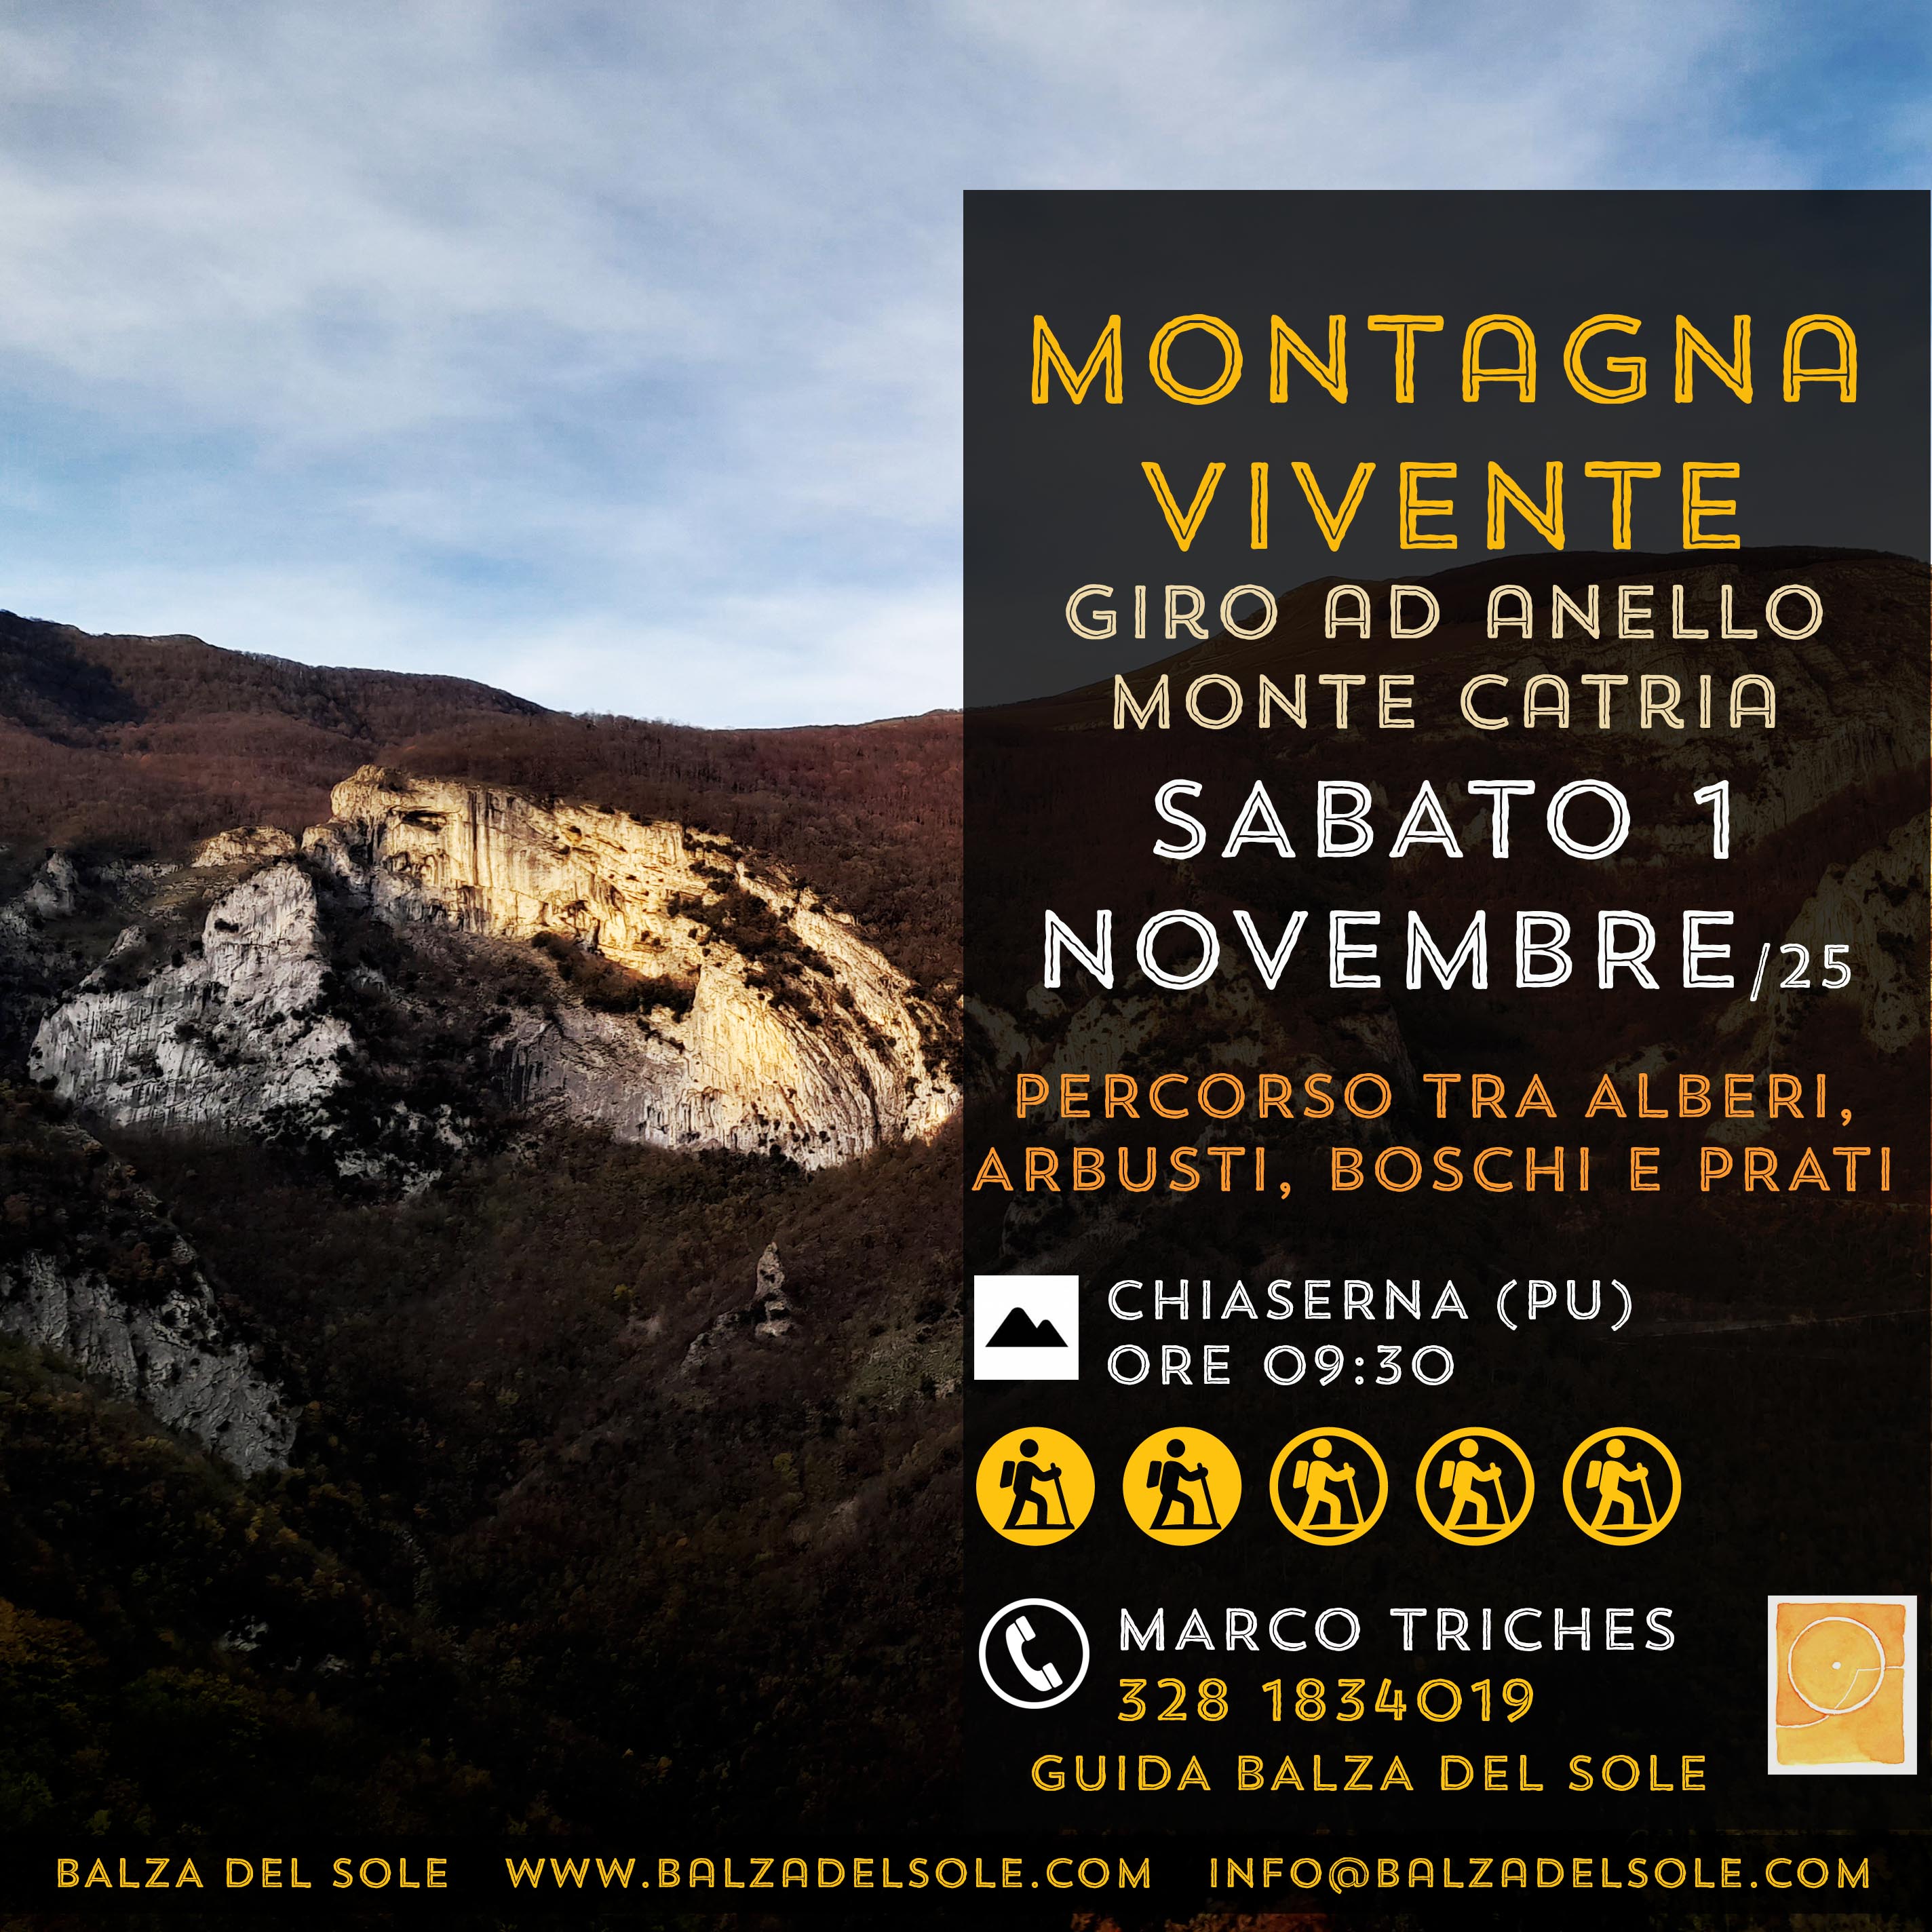 MONTAGNA
VIVENTE
GIRO AD ANELLO
MONTE CATRIA
SABATO 1
NOVEMBRE/25
PERCORSO TRA ALBERI,
ARBUSTI, BOSCHI E PRATI
CHIASERNA (PU)
ORE 09:30
MARCO TRICHES
328 1834019
GUIDA BALZA DEL SOLE
BALZA DEL SOLE WWW.BALZADELSOLE.COM INFO@BALZADELSOLE.COM